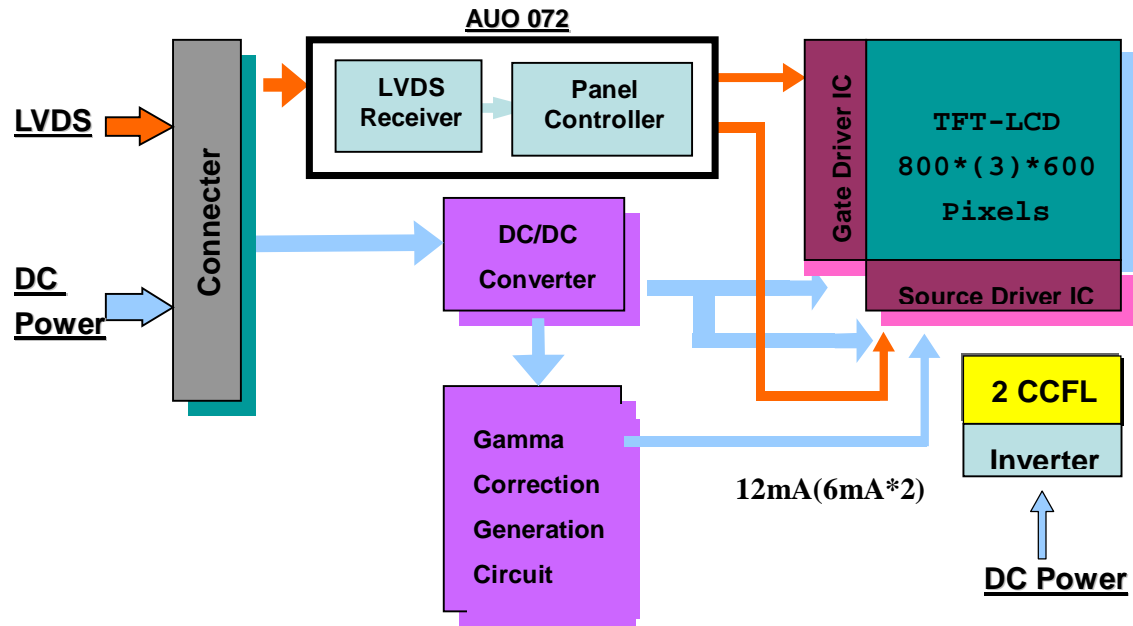 AUO 072
LVDS
Receiver
Panel
Controller
LVDS
DC
Power
Connecter
DC/DC
Converter
Gamma
Correction
Generation
Circuit
Gate Driver IC
TFT-LCD
800*(3)*600
Pixels
Source Driver IC
2 CCFL
Inverter
12mA(6mA*2)
DC Power